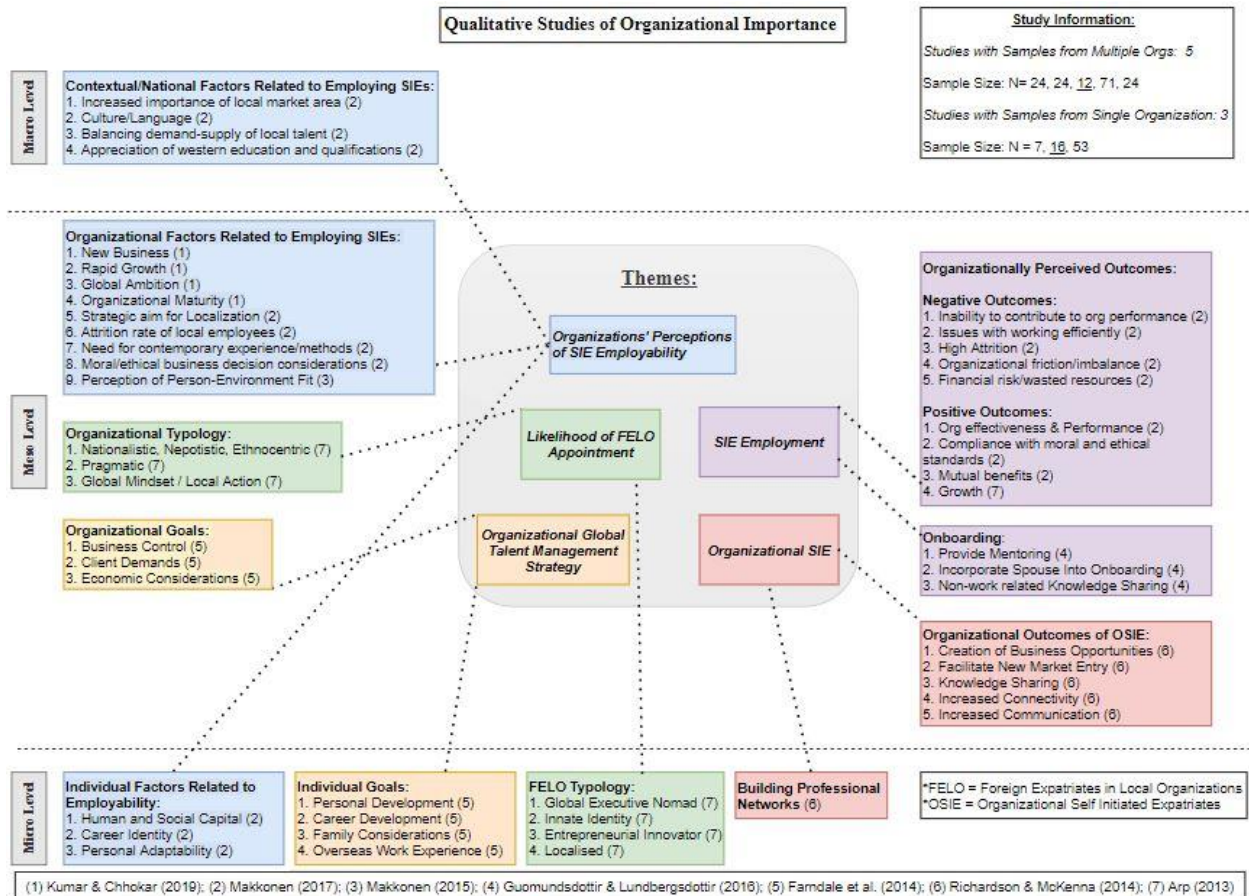 Qualitative Studies of Organizational Importance
Study Information:
Studies with Samples from Multiple Orgs: 5
Sample Size: N= 24, 24, 12, 71, 24
Studies with Samples from Single Organization: 3
Sample Size: N = 7, 16, 53
Macro Level
Contextual/National Factors Related to Employing SIEs:
1. Increased importance of local market area (2)
2. Culture/Language (2)
3. Balancing demand-supply of local talent (2)
4. Appreciation of western education and qualifications (2)
Meso Level
Organizational Factors Related to Employing SIEs:
1. New Business (1)
2. Rapid Growth (1)
3. Global Ambition (1)
4. Organizational Maturity (1)
5. Strategic aim for Localization (2)
6. Attrition rate of local employees (2)
7. Need for contemporary experience/methods (2)
8. Moral/ethical business decision considerations (2)
9. Perception of Person-Environment Fit (3)
Organizational Typology:
1. Nationalistic, Nepotistic, Ethnocentric (7)
2. Pragmatic (7)
3. Global Mindset / Local Action (7)
Organizational Goals:
1. Business Control (5)
2. Client Demands (5)
3. Economic Considerations (5)
Themes:
Organizations' Perceptions
of SIE Employability
Likelihood of FELO
Appointment
SIE Employment
Organizational Global
Talent Management
Strategy
Organizational SIE
Organizationally Perceived Outcomes:
Negative Outcomes:
1. Inability to contribute to org performance (2)
2. Issues with working efficiently (2)
3. High Attrition (2)
4. Organizational friction/imbalance (2)
5. Financial risk/wasted resources (2)
Positive Outcomes:
1. Org effectiveness & Performance (2)
2. Compliance with moral and ethical
standards (2)
3. Mutual benefits (2)
4. Growth (7)
Onboarding:
1. Provide Mentoring (4)
2. Incorporate Spouse Into Onboarding (4)
3. Non-work related Knowledge Sharing (4)
Organizational Outcomes of OSIE:
1. Creation of Business Opportunities (6)
2. Facilitate New Market Entry (6)
3. Knowledge Sharing (6)
4. Increased Connectivity (6)
5. Increased Communication (6)
Micro Level
Individual Factors Related to
Employability:
1. Human and Social Capital (2)
2. Career Identity (2)
3. Personal Adaptability (2)
Individual Goals:
1. Personal Development (5)
2. Career Development (5)
3. Family Considerations (5)
4. Overseas Work Experience (5)
FELO Typology:
1. Global Executive Nomad (7)
2. Innate Identity (7)
3. Entrepreneurial Innovator (7)
4. Localised (7)
Building Professional
Networks (6)
*FELO = Foreign Expatriates in Local Organizations
*OSIE = Organizational Self Initiated Expatriates
(1) Kumar & Chhokar (2019); (2) Makkonen (2017); (3) Makkonen (2015); (4) Guomundsdottir & Lundbergsdottir (2016); (5) Farndale et al. (2014); (6) Richardson & McKenna (2014); (7) Arp (2013)